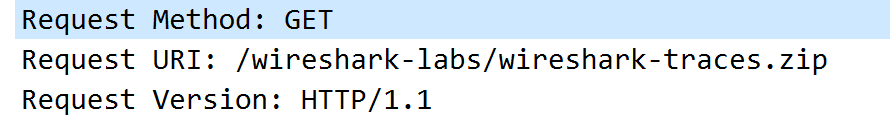 Request Method: GET
Request URI: /wireshark-labs/wireshark-traces.zip
Request Version: HTTP/1.1